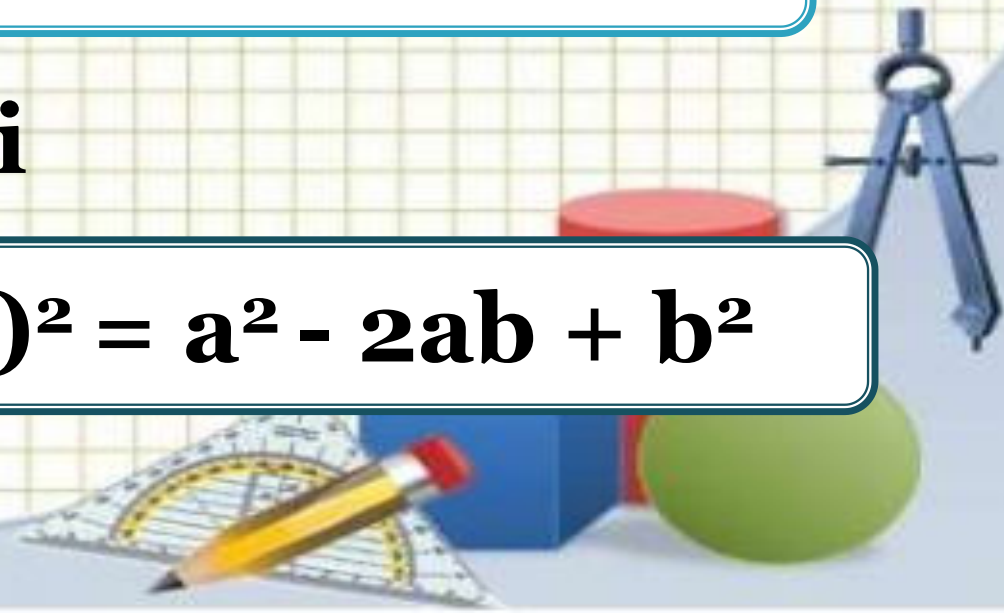 i
)² = a² - 2ab + b²